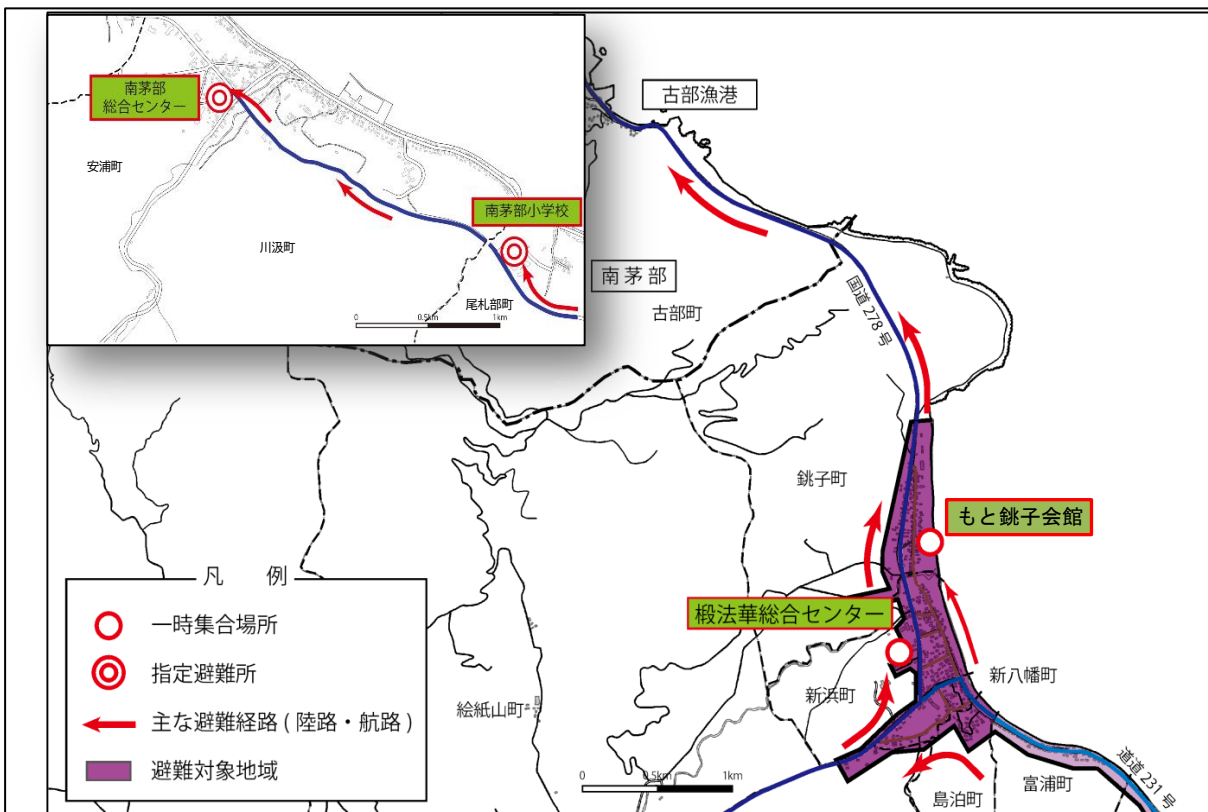 南茅部
総合センター
安浦町
川汲町
南茅部小学校
尾札部町
0
0.5km
1km
古部漁港
南茅部
古部町
国道278号
銚子町
もと銚子会館
椴法華総合センター
新浜町
新八幡町
絵紙山町
島泊町
富浦町
道道231号
0
0.5km
1km
凡 例
一時集合場所
指定避難所
主な避難経路(陸路・航路)
避難対象地域